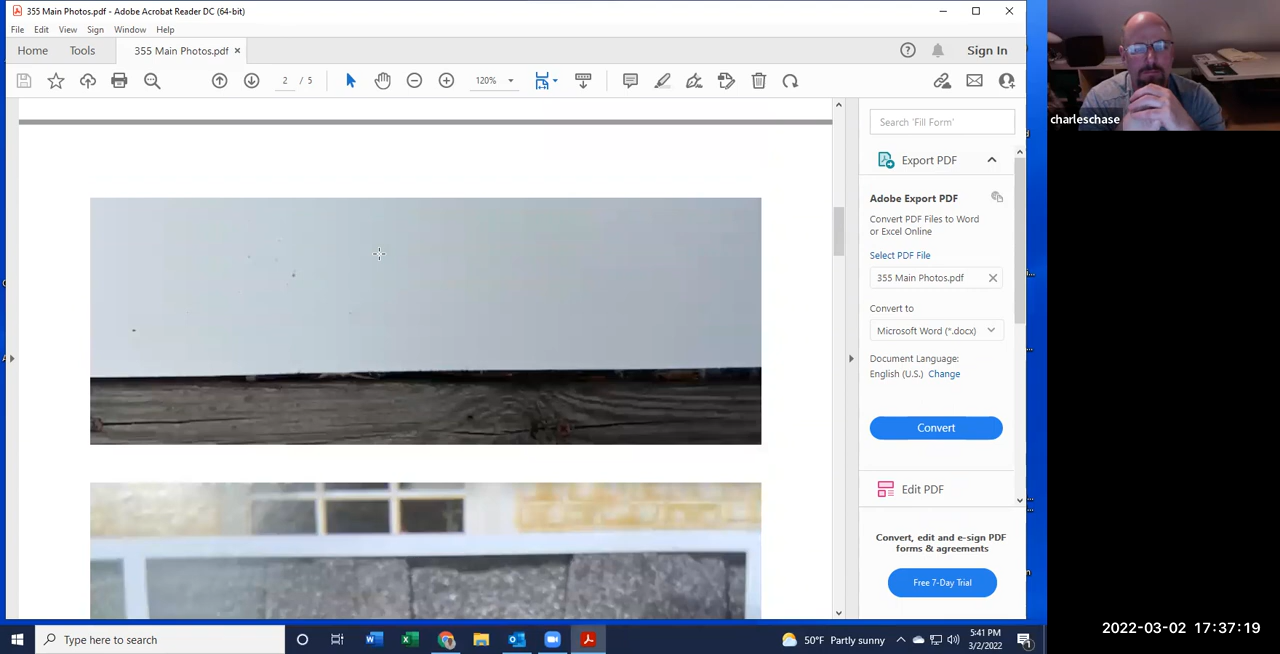 355 Main Photos.pdf - Adobe Acrobat Reader DC (64-bit)
File Edit View Sign Window Help
Home Tools 355 Main Photos.pdf × Sign In
2 / 5 120%
charleschase
Search 'Fill Form'
Export PDF
Adobe Export PDF
Convert PDF Files to Word
or Excel Online
Select PDF File
355 Main Photos.pdf
Convert to
Microsoft Word (*.docx)
Document Language:
English (U.S.) Change
Convert
Edit PDF
Convert, edit and e-sign PDF
forms & agreements
Free 7-Day Trial
2022-03-02 17:37:19
Type here to search
50°F Partly sunny
5:41 PM
3/2/2022